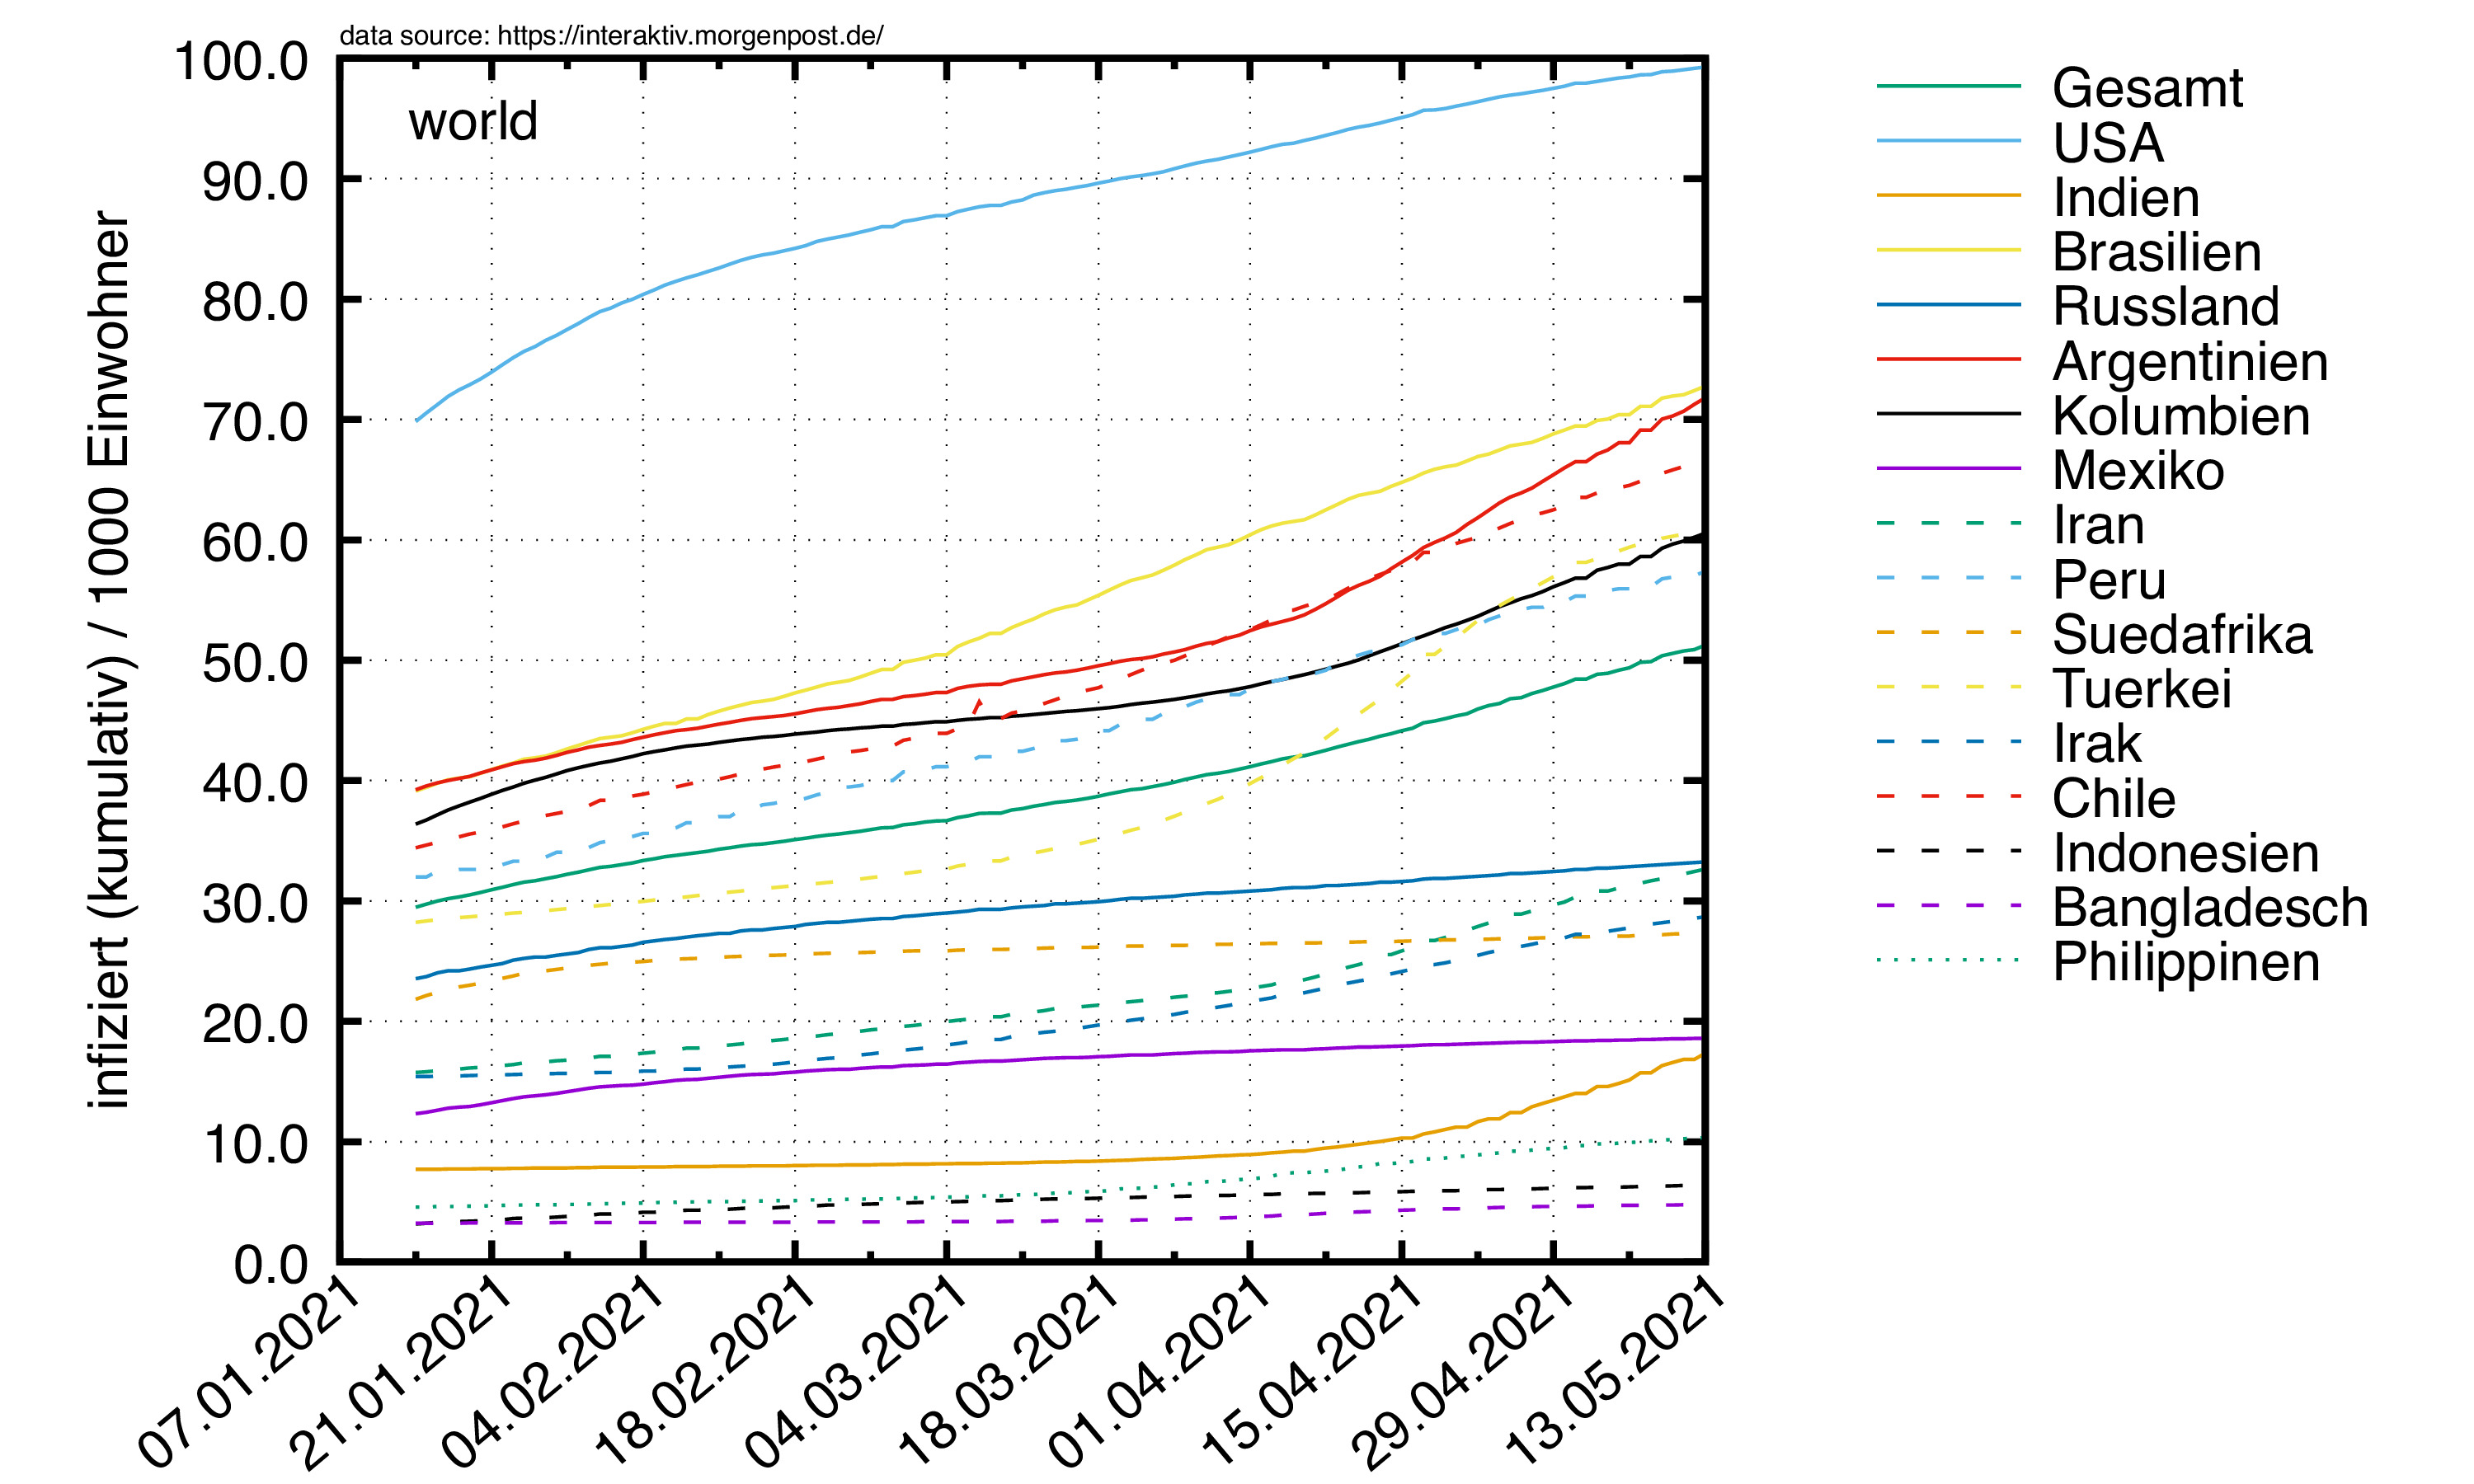 data source: https://interaktiv.morgenpost.de/
world
infiziert (kumulativ) / 1000 Einwohner
100.0
90.0
80.0
70.0
60.0
50.0
40.0
30.0
20.0
10.0
0.0
07.01.2021
21.01.2021
04.02.2021
18.02.2021
04.03.2021
18.03.2021
01.04.2021
15.04.2021
29.04.2021
13.05.2021
Gesamt
USA
Indien
Brasilien
Russland
Argentinien
Kolumbien
Mexiko
Iran
Peru
Suedafrika
Tuerkei
Irak
Chile
Indonesien
Bangladesch
Philippinen